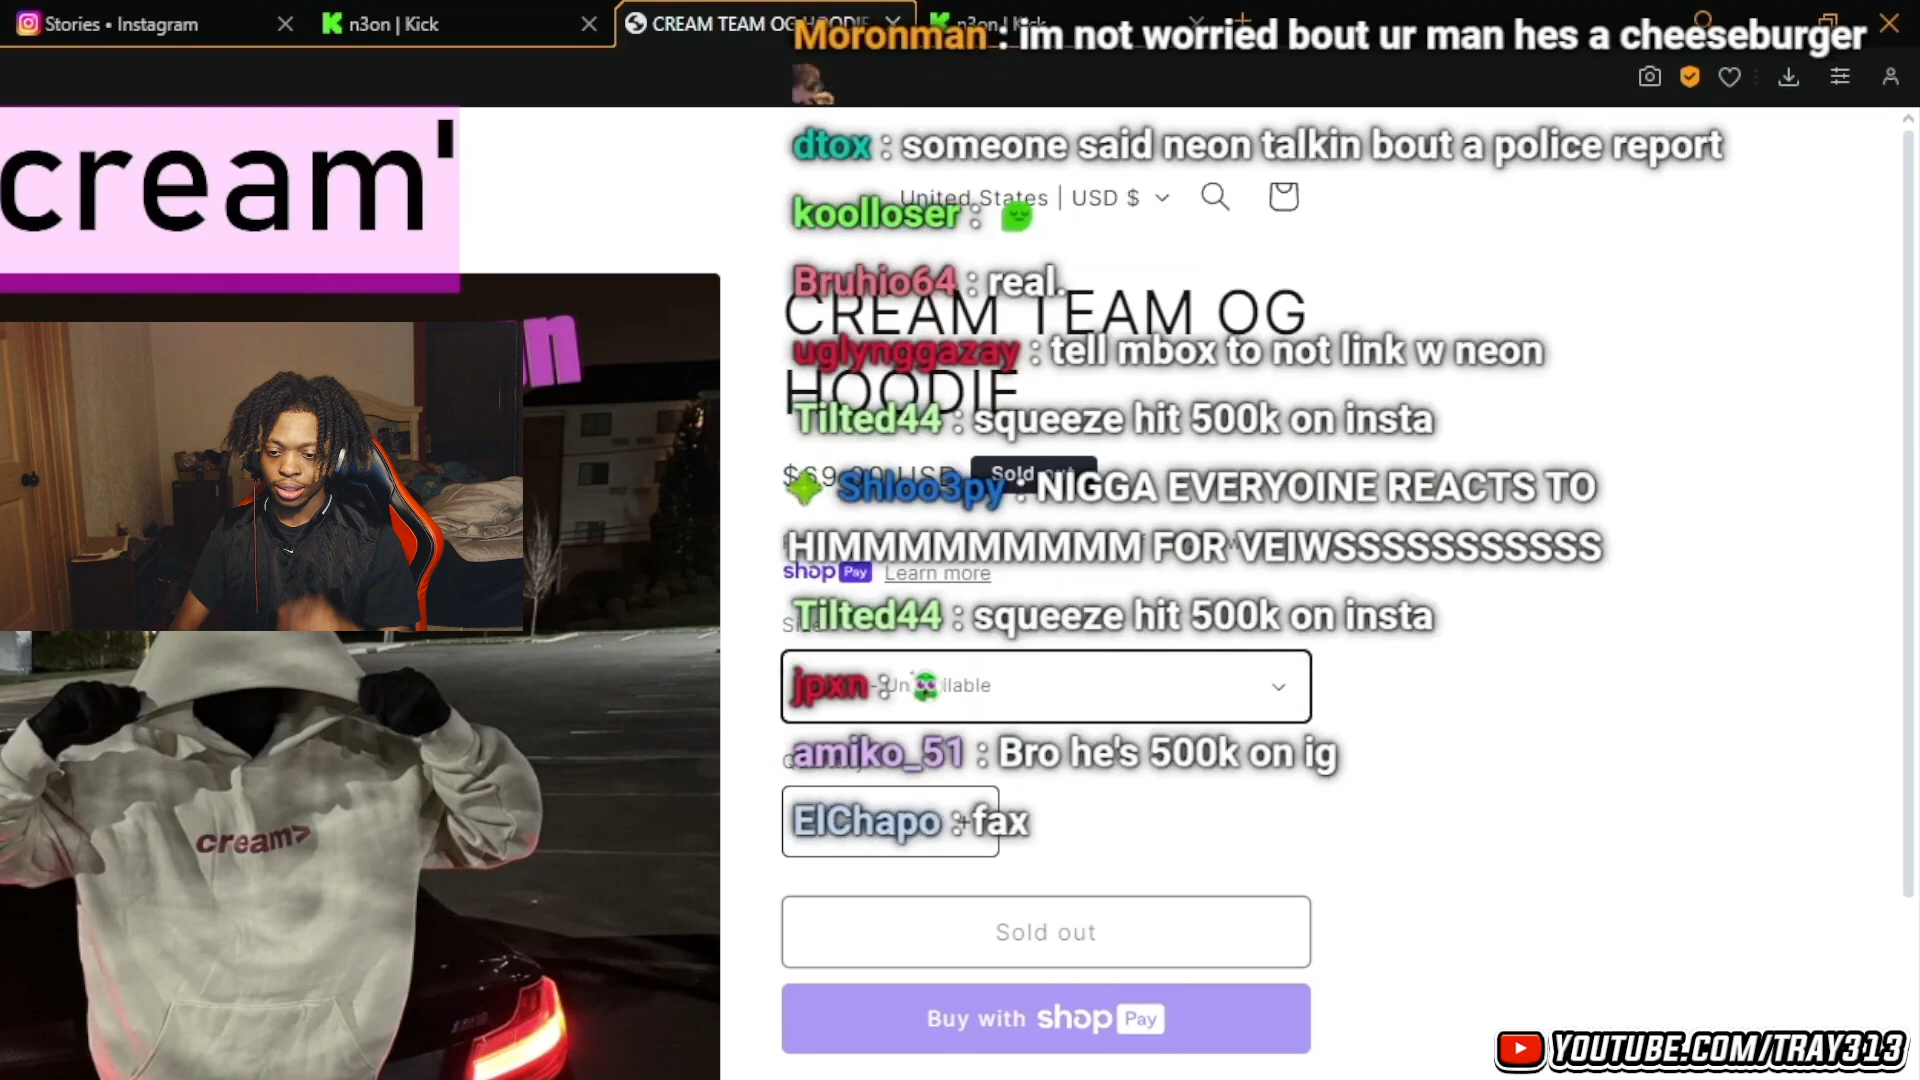 Stories • Instagram
n3on | Kick
CREAM TEAM OG HOODIE
n3on | Kick
Moronman : im not worried bout ur man hes a cheeseburger
cream'
dtox : someone said neon talkin bout a police report
United States | USD $
koolloser :
Bruhio64 : real.
CREAM TEAM OG
HOODIE
uglynggazay : tell mbox to not link w neon
Tilted44 : squeeze hit 500k on insta
Sold out
Shloo3py : NIGGA EVERYOINE REACTS TO
HIMMMMMMMMM FOR VEIWSSSSSSSSSSS
shop Pay Learn more
Tilted44 : squeeze hit 500k on insta
jpxn :
amiko_51 : Bro he's 500k on ig
ElChapo : fax
cream>
Sold out
Buy with shop Pay
YOUTUBE.COM/TRAY313